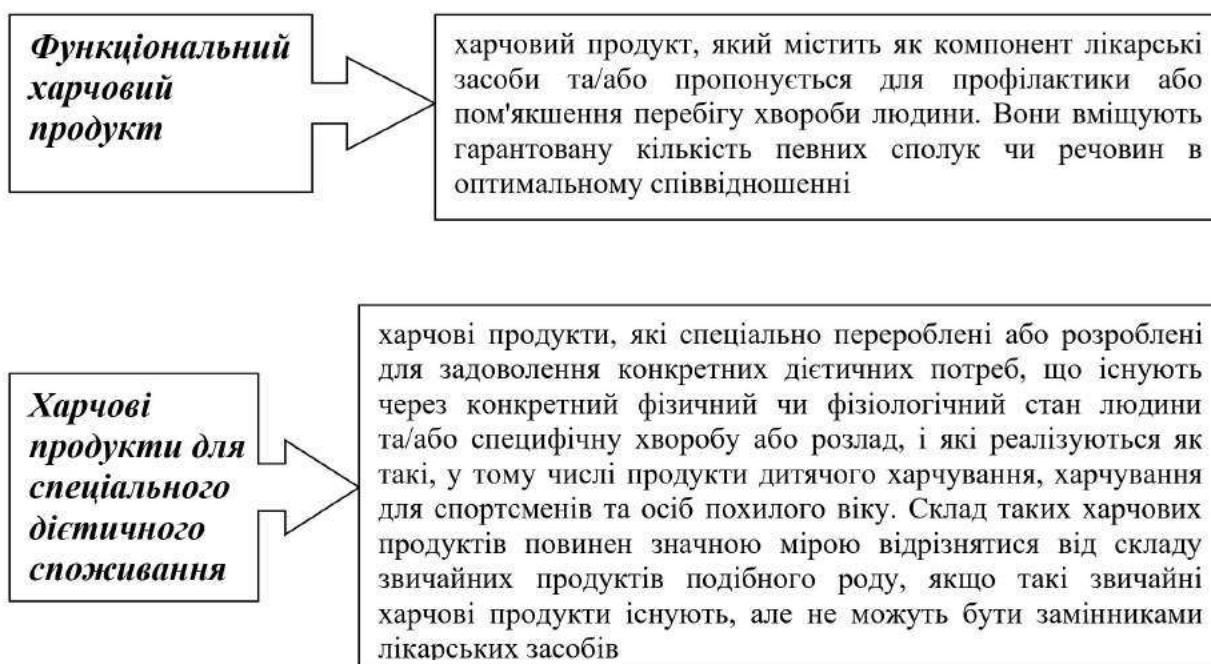 Функціональний
харчовий
продукт
харчовий продукт, який містить як компонент лікарські
засоби та/або пропонується для профілактики або
пом'якшення перебігу хвороби людини. Вони вміщують
гарантовану кількість певних сполук чи речовин в
оптимальному співвідношенні
Харчові
продукти для
спеціального
дієтичного
споживання
харчові продукти, які спеціально перероблені або розроблені
для задоволення конкретних дієтичних потреб, що існують
через конкретний фізичний чи фізіологічний стан людини
та/або специфічну хворобу або розлад, і які реалізуються як
такі, у тому числі продукти дитячого харчування, харчування
для спортсменів та осіб похилого віку. Склад таких харчових
продуктів повинен значною мірою відрізнятися від складу
звичайних продуктів подібного роду, якщо такі звичайні
харчові продукти існують, але не можуть бути замінниками
лікарських засобів